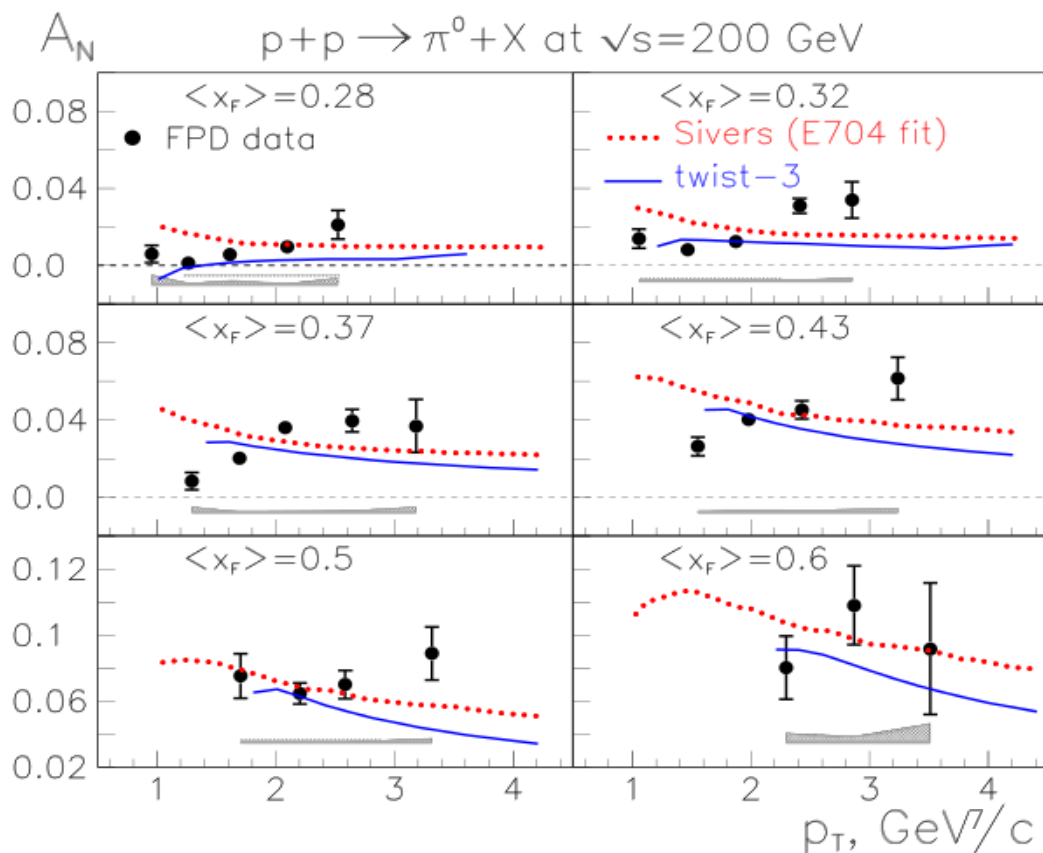 A_N p+p → π⁰+X at √s=200 GeV
<x_F>=0.28 <x_F>=0.32
FPD data Sivers (E704 fit)
twist-3
0.08
0.04
0.0
<x_F>=0.37 <x_F>=0.43
0.08
0.04
0.0
<x_F>=0.5 <x_F>=0.6
0.12
0.1
0.08
0.06
0.04
0.02
1 2 3 4 1 2 3 4
p_T, GeV⁷/c